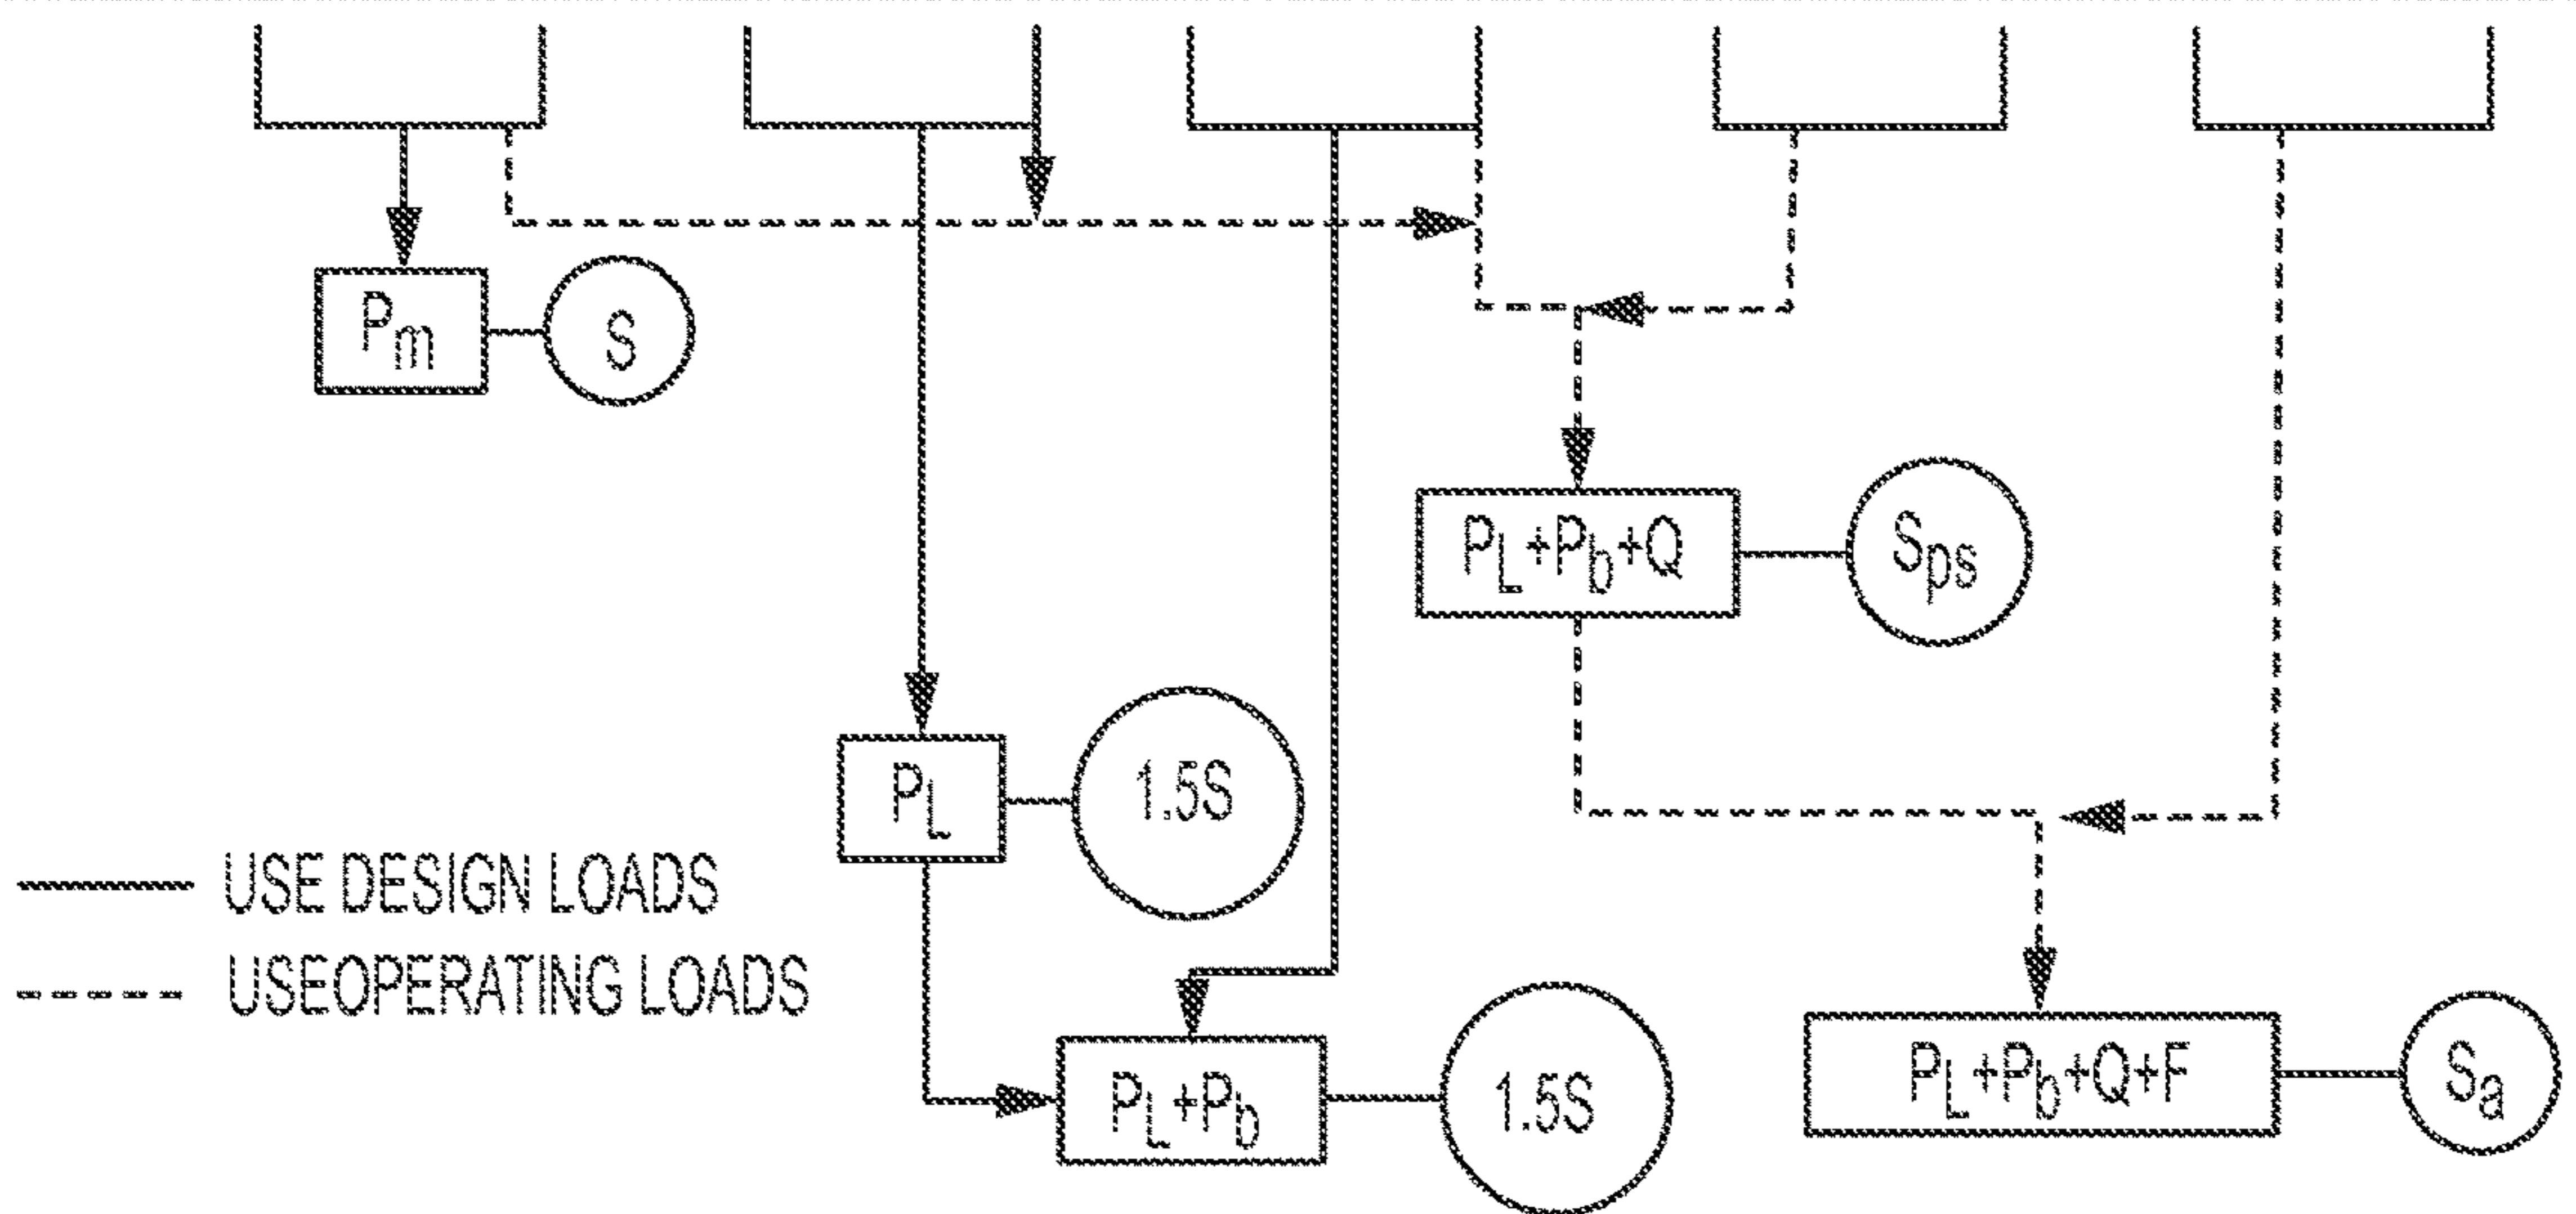 Pm
S
PL+Pb+Q
Sps
PL
1.5S
USE DESIGN LOADS
USEOPERATING LOADS
PL+Pb
1.5S
PL+Pb+Q+F
Sa